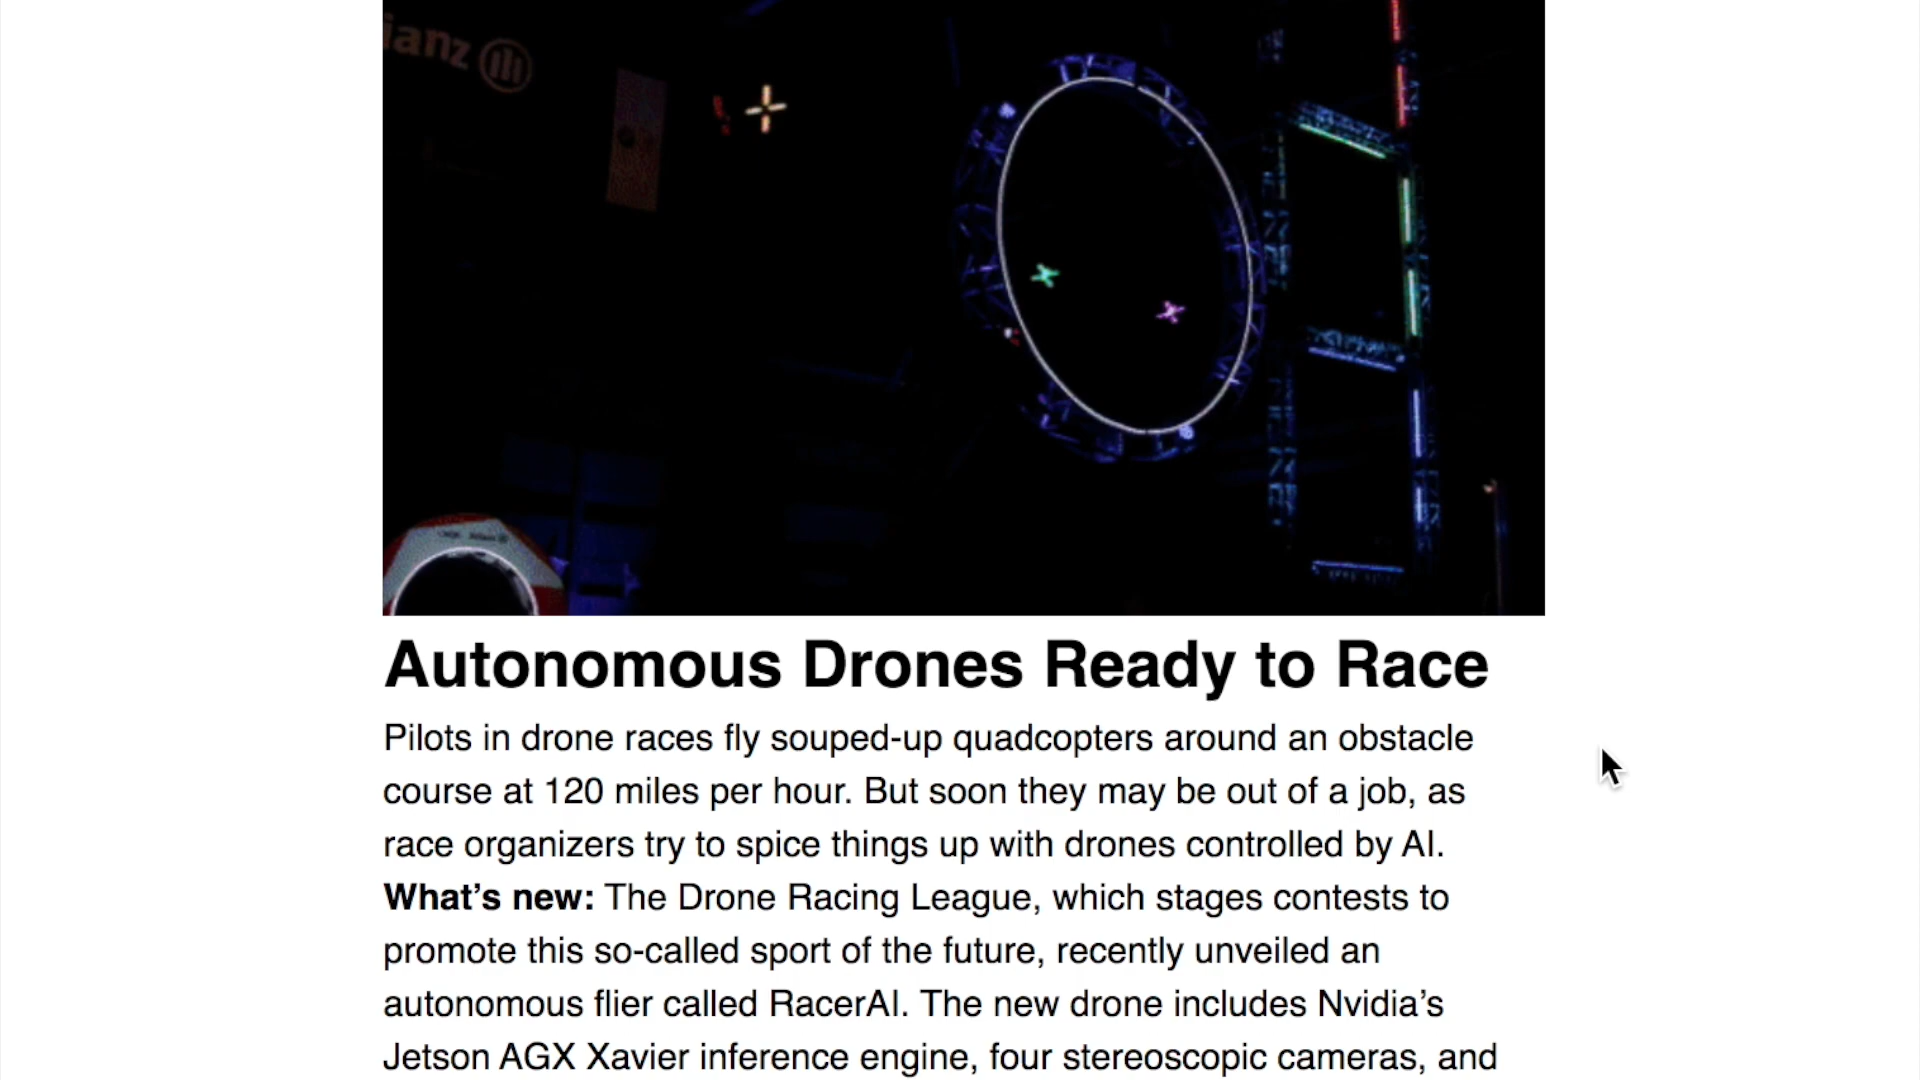 ianz
Allianz
Autonomous Drones Ready to Race
Pilots in drone races fly souped-up quadcopters around an obstacle
course at 120 miles per hour. But soon they may be out of a job, as
race organizers try to spice things up with drones controlled by AI.
What’s new: The Drone Racing League, which stages contests to
promote this so-called sport of the future, recently unveiled an
autonomous flier called RacerAI. The new drone includes Nvidia’s
Jetson AGX Xavier inference engine, four stereoscopic cameras, and